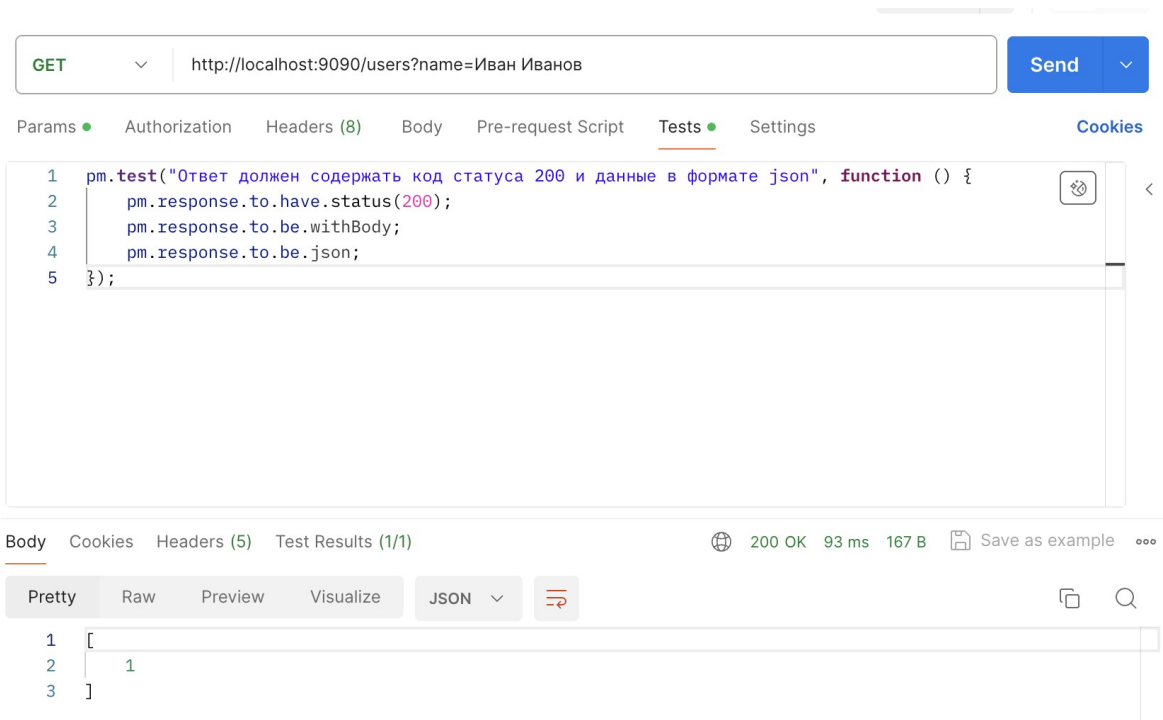 GET http://localhost:9090/users?name=Иван Иванов Send
Params Authorization Headers (8) Body Pre-request Script Tests Settings Cookies
1 pm.test("Ответ должен содержать код статуса 200 и данные в формате json", function () {
2 pm.response.to.have.status(200);
3 pm.response.to.be.withBody;
4 pm.response.to.be.json;
5 });
Body Cookies Headers (5) Test Results (1/1) 200 OK 93 ms 167 B Save as example
Pretty Raw Preview Visualize JSON
1 [
2 1
3 ]